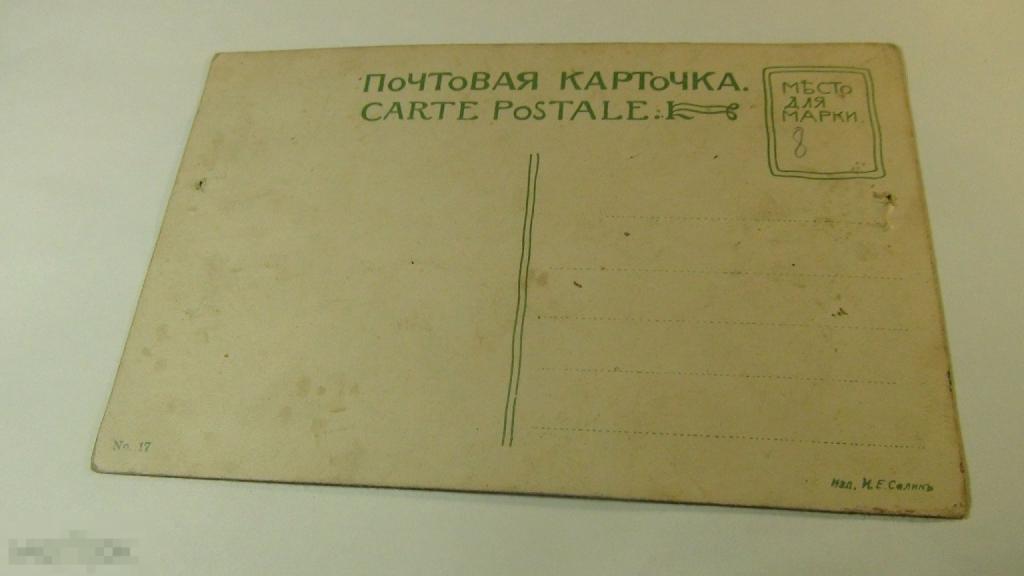 ПОЧТОВАЯ КАРТОЧКА.
CARTE POSTALE.
МѢСТО
ДЛЯ
МАРКИ.
8
No. 17
Изд. И.Е.Селинъ